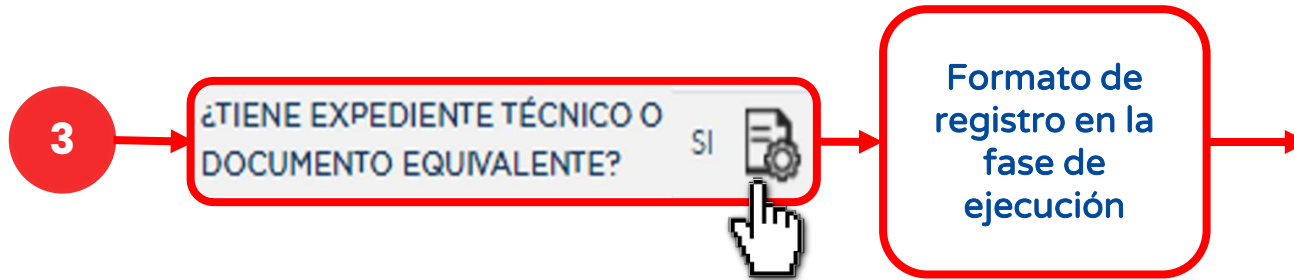 3
¿TIENE EXPEDIENTE TÉCNICO O
DOCUMENTO EQUIVALENTE?
SI
Formato de
registro en la
fase de
ejecución